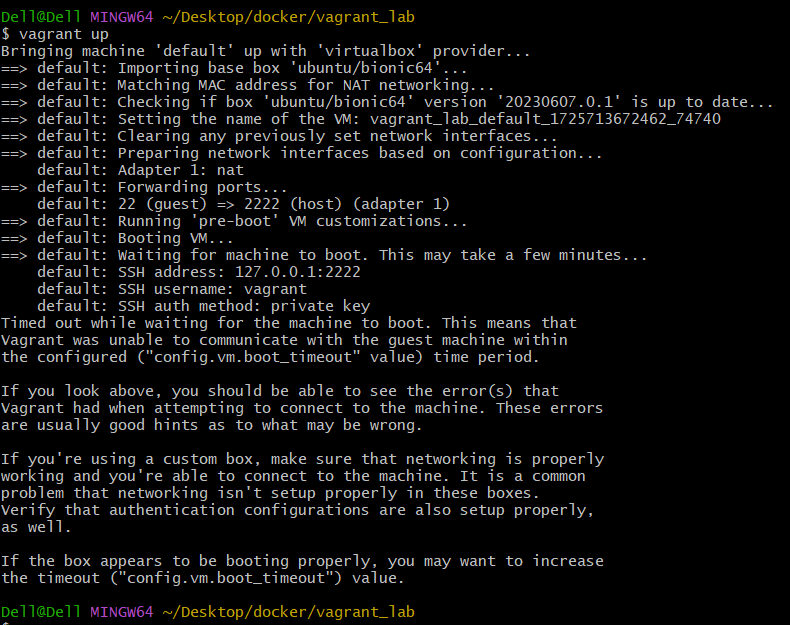 Dell@Dell MINGW64 ~/Desktop/docker/vagrant_lab
$ vagrant up
Bringing machine 'default' up with 'virtualbox' provider...
==> default: Importing base box 'ubuntu/bionic64'...
==> default: Matching MAC address for NAT networking...
==> default: Checking if box 'ubuntu/bionic64' version '20230607.0.1' is up to date...
==> default: Setting the name of the VM: vagrant_lab_default_1725713672462_74740
==> default: Clearing any previously set network interfaces...
==> default: Preparing network interfaces based on configuration...
    default: Adapter 1: nat
==> default: Forwarding ports...
    default: 22 (guest) => 2222 (host) (adapter 1)
==> default: Running 'pre-boot' VM customizations...
==> default: Booting VM...
==> default: Waiting for machine to boot. This may take a few minutes...
    default: SSH address: 127.0.0.1:2222
    default: SSH username: vagrant
    default: SSH auth method: private key
Timed out while waiting for the machine to boot. This means that
Vagrant was unable to communicate with the guest machine within
the configured ("config.vm.boot_timeout" value) time period.

If you look above, you should be able to see the error(s) that
Vagrant had when attempting to connect to the machine. These errors
are usually good hints as to what may be wrong.

If you're using a custom box, make sure that networking is properly
working and you're able to connect to the machine. It is a common
problem that networking isn't setup properly in these boxes.
Verify that authentication configurations are also setup properly,
as well.

If the box appears to be booting properly, you may want to increase
the timeout ("config.vm.boot_timeout") value.

Dell@Dell MINGW64 ~/Desktop/docker/vagrant_lab
$